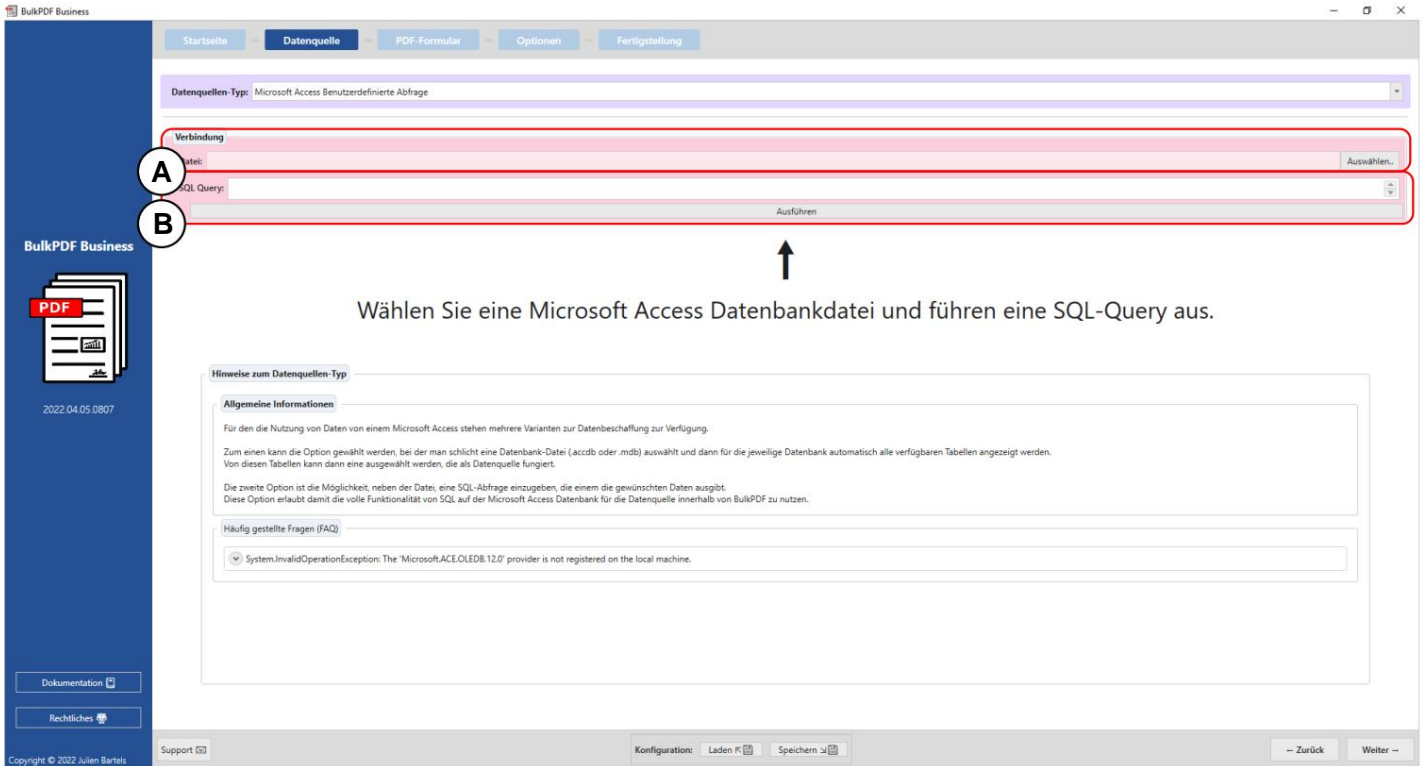 BulkPDF Business
Startseite
Datenquelle
PDF-Formular
Optionen
Fertigstellung
Datenquellen-Typ: Microsoft Access Benutzerdefinierte Abfrage
Verbindung
A
Datei:
Auswählen..
SQL Query:
B
Ausführen
BulkPDF Business
PDF
2022.04.05.0807
Wählen Sie eine Microsoft Access Datenbankdatei und führen eine SQL-Query aus.
Hinweise zum Datenquellen-Typ
Allgemeine Informationen
Für den die Nutzung von Daten von einem Microsoft Access stehen mehrere Varianten zur Datenbeschaffung zur Verfügung.
Zum einen kann die Option gewählt werden, bei der man schlicht eine Datenbank-Datei (.accdb oder .mdb) auswählt und dann für die jeweilige Datenbank automatisch alle verfügbaren Tabellen angezeigt werden.
Von diesen Tabellen kann dann eine ausgewählt werden, die als Datenquelle fungiert.
Die zweite Option ist die Möglichkeit, neben der Datei, eine SQL-Abfrage einzugeben, die einem die gewünschten Daten ausgibt.
Diese Option erlaubt damit die volle Funktionalität von SQL auf der Microsoft Access Datenbank für die Datenquelle innerhalb von BulkPDF zu nutzen.
Häufig gestellte Fragen (FAQ)
System.InvalidOperationException: The 'Microsoft.ACE.OLEDB.12.0' provider is not registered on the local machine.
Dokumentation
Rechtliches
Copyright © 2022 Julien Bartels
Support
Konfiguration: Laden Speichern
← Zurück
Weiter →